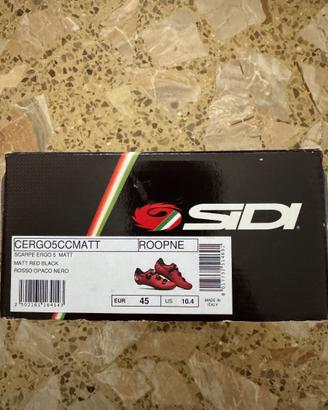 SIDI
CERGO5CCMATT ROOPNE
SCARPE ERGO 5 MATT
MATT RED BLACK
ROSSO OPACO NERO
EUR 45 US 10.4 MADE IN
ITALY